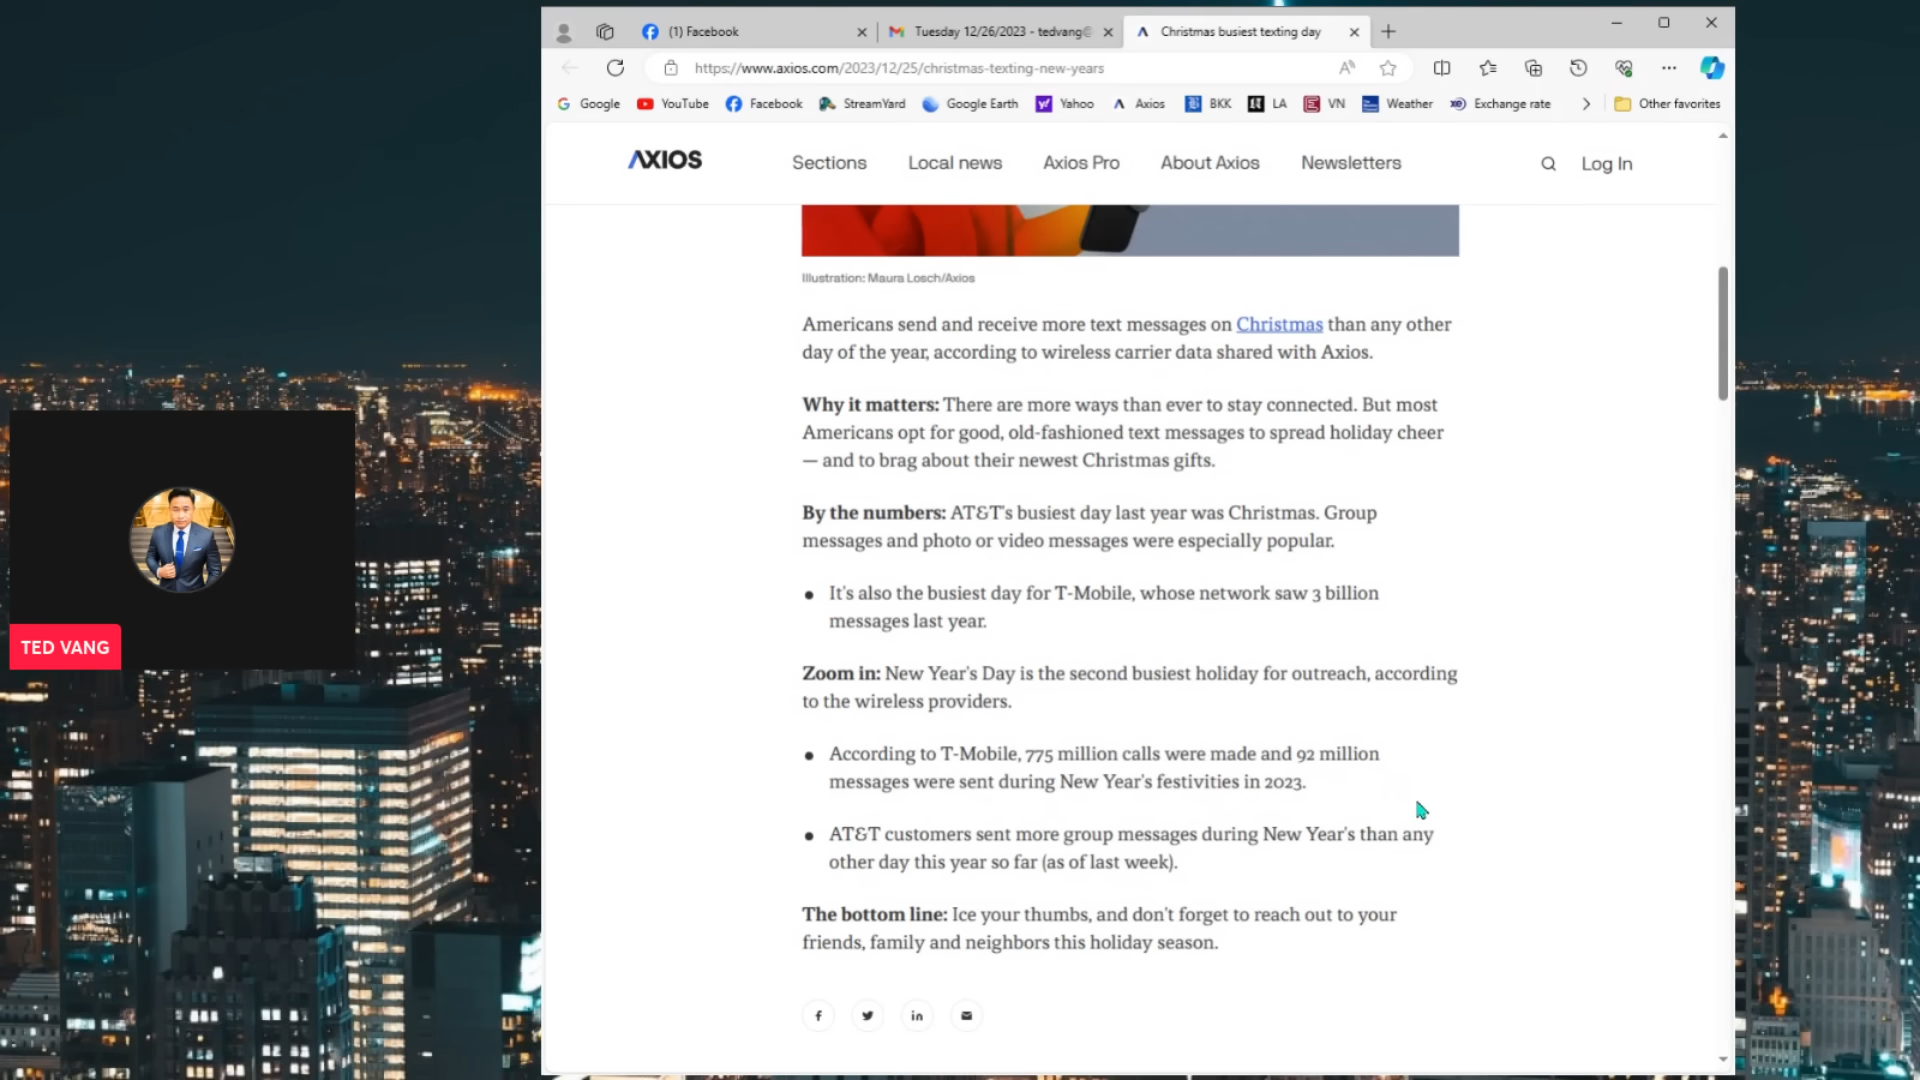 (1) Facebook
Tuesday 12/26/2023 - tedvang@
Christmas busiest texting day
https://www.axios.com/2023/12/25/christmas-texting-new-years
Google YouTube Facebook StreamYard Google Earth Yahoo Axios BKK LA VN Weather Exchange rate Other favorites
AXIOS
Sections Local news Axios Pro About Axios Newsletters Log In
Illustration: Maura Losch/Axios
Americans send and receive more text messages on Christmas than any other
day of the year, according to wireless carrier data shared with Axios.
Why it matters: There are more ways than ever to stay connected. But most
Americans opt for good, old-fashioned text messages to spread holiday cheer
— and to brag about their newest Christmas gifts.
By the numbers: AT&T's busiest day last year was Christmas. Group
messages and photo or video messages were especially popular.
• It's also the busiest day for T-Mobile, whose network saw 3 billion
messages last year.
Zoom in: New Year's Day is the second busiest holiday for outreach, according
to the wireless providers.
• According to T-Mobile, 775 million calls were made and 92 million
messages were sent during New Year's festivities in 2023.
• AT&T customers sent more group messages during New Year's than any
other day this year so far (as of last week).
The bottom line: Ice your thumbs, and don't forget to reach out to your
friends, family and neighbors this holiday season.
TED VANG